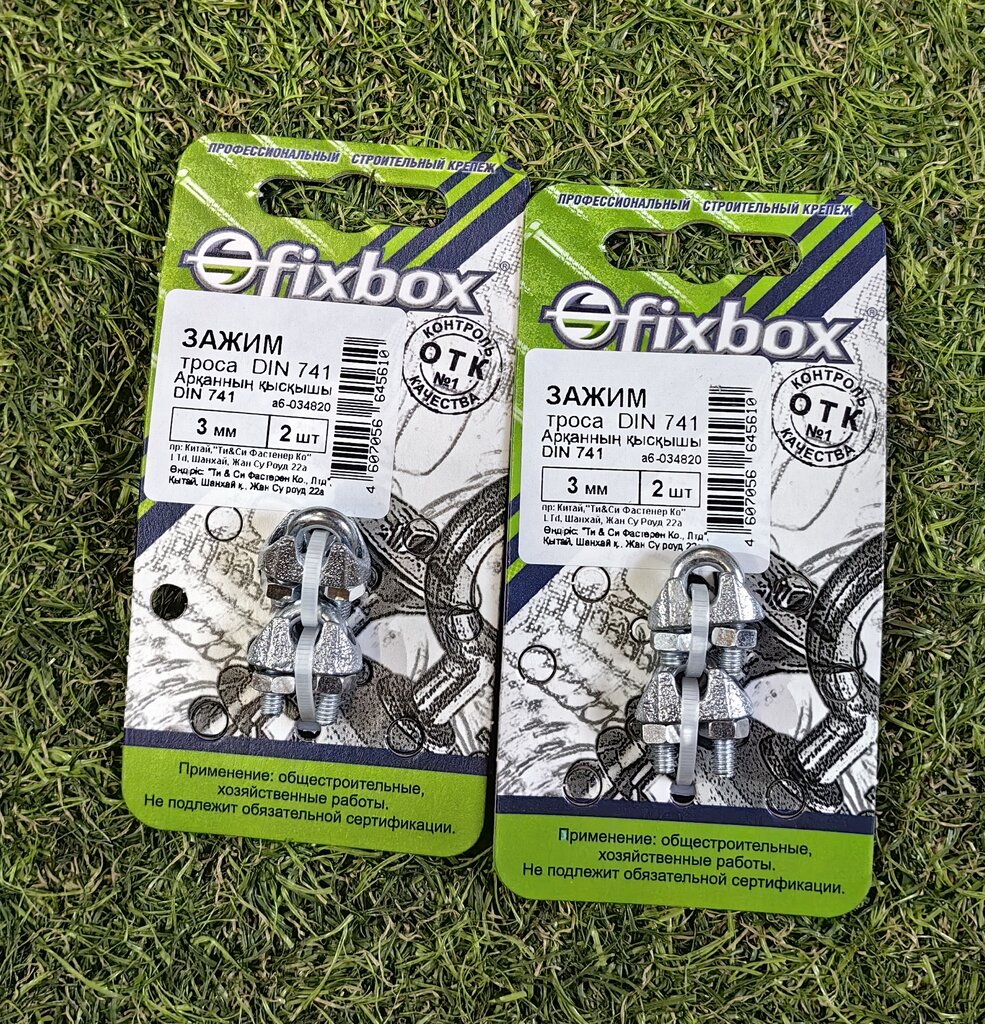 ПРОФЕССИОНАЛЬНЫЙ СТРОИТЕЛЬНЫЙ КРЕПЕЖ
fixbox®
ЗАЖИМ
троса DIN 741
Арқанның қысқышы
DIN 741
а6-034820
3 мм
2 шт
пр: Китай,"Ти&Си Фастенер Ко"
LTd, Шанхай, Жан Су Роуд 22а
Өндіріс: "Ти & Си Фастөрөн Ко., Лтд",
Қытай, Шанхай қ., Жан Су роуд 22а
4 607056 645610
КОНТРОЛЬ
ОТК
№1
КАЧЕСТВА
Применение: общестроительные,
хозяйственные работы.
Не подлежит обязательной сертификации.
ПРОФЕССИОНАЛЬНЫЙ СТРОИТЕЛЬНЫЙ КРЕПЕЖ
fixbox®
ЗАЖИМ
троса DIN 741
Арқанның қысқышы
DIN 741
а6-034820
3 мм
2 шт
пр: Китай,"Ти&Си Фастенер Ко"
LTd, Шанхай, Жан Су Роуд 22а
Өндіріс: "Ти & Си Фастөрөн Ко., Лтд",
Қытай, Шанхай қ., Жан Су роуд 22а
4 607056 645610
КОНТРОЛЬ
ОТК
№1
КАЧЕСТВА
Применение: общестроительные,
хозяйственные работы.
Не подлежит обязательной сертификации.